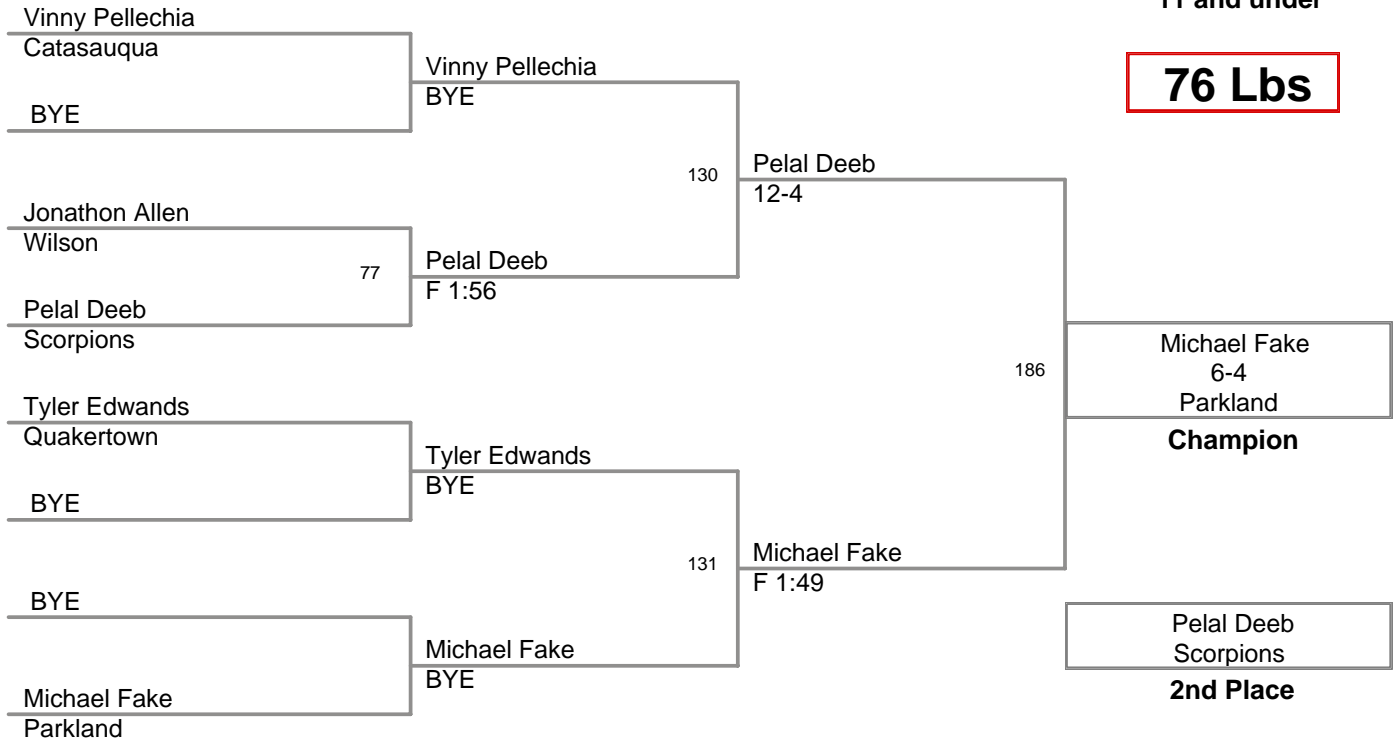 11 and under
76 Lbs
Vinny Pellechia
Catasauqua
BYE
Jonathon Allen
Wilson
77
Pelal Deeb
Scorpions
Tyler Edwands
Quakertown
BYE
BYE
Michael Fake
Parkland
Vinny Pellechia
BYE
130
Pelal Deeb
F 1:56
Tyler Edwands
BYE
131
Michael Fake
BYE
Pelal Deeb
12-4
186
Michael Fake
F 1:49
Michael Fake
6-4
Parkland
Champion
Pelal Deeb
Scorpions
2nd Place